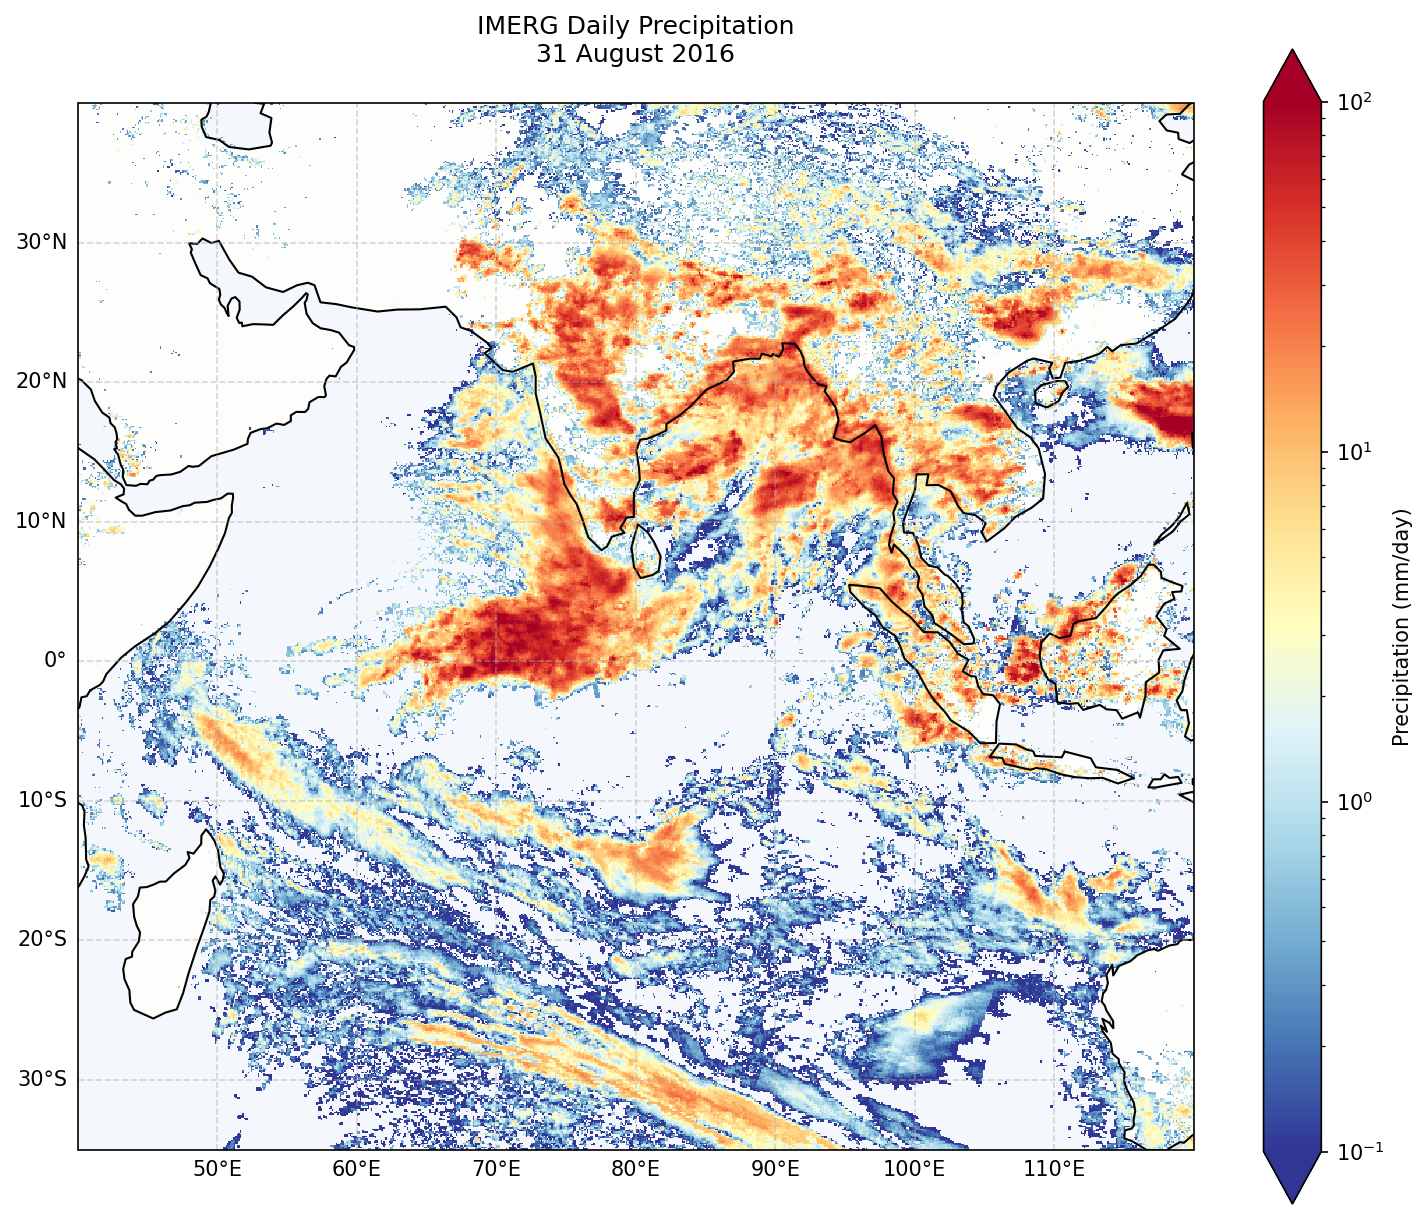 IMERG Daily Precipitation
31 August 2016
30°N
20°N
10°N
0°
10°S
20°S
30°S
50°E 60°E 70°E 80°E 90°E 100°E 110°E
10²
10¹
10⁰
10⁻¹
Precipitation (mm/day)